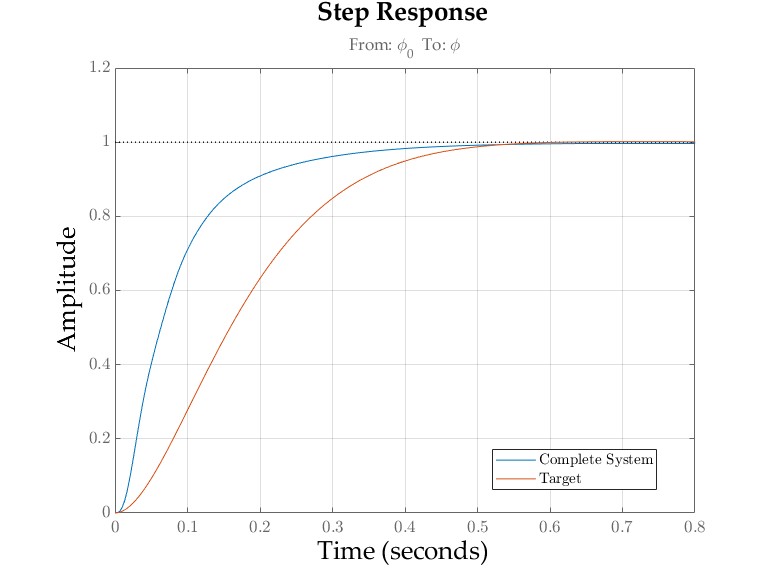 Step Response
From: ϕ0 To: ϕ
1.2
1
0.8
0.6
0.4
0.2
0
Amplitude
Complete System
Target
0 0.1 0.2 0.3 0.4 0.5 0.6 0.7 0.8
Time (seconds)